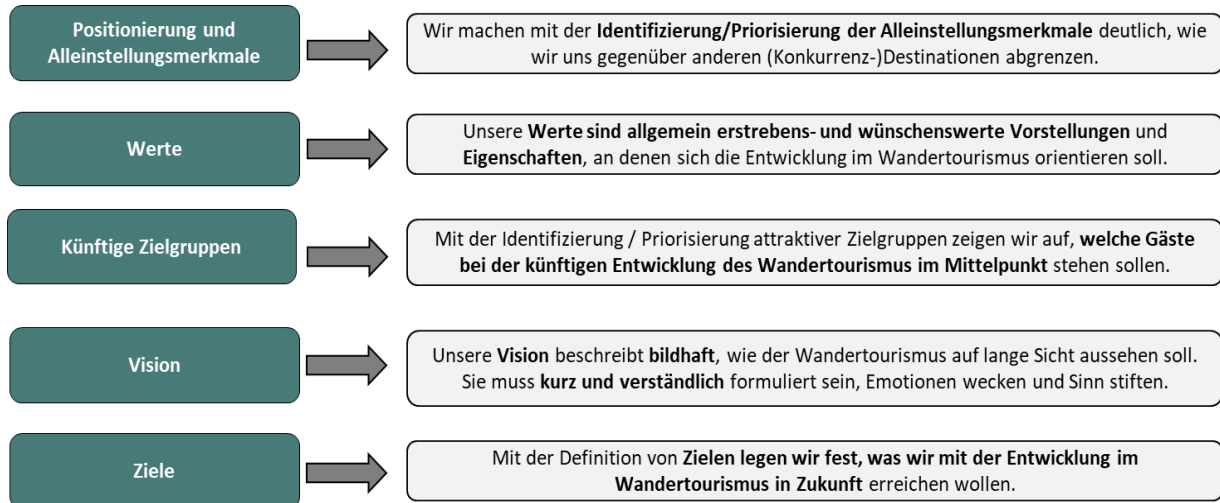 Positionierung und
Alleinstellungsmerkmale
Wir machen mit der Identifizierung/Priorisierung der Alleinstellungsmerkmale deutlich, wie
wir uns gegenüber anderen (Konkurrenz-)Destinationen abgrenzen.
Werte
Unsere Werte sind allgemein erstrebens- und wünschenswerte Vorstellungen und
Eigenschaften, an denen sich die Entwicklung im Wandertourismus orientieren soll.
Künftige Zielgruppen
Mit der Identifizierung / Priorisierung attraktiver Zielgruppen zeigen wir auf, welche Gäste
bei der künftigen Entwicklung des Wandertourismus im Mittelpunkt stehen sollen.
Vision
Unsere Vision beschreibt bildhaft, wie der Wandertourismus auf lange Sicht aussehen soll.
Sie muss kurz und verständlich formuliert sein, Emotionen wecken und Sinn stiften.
Ziele
Mit der Definition von Zielen legen wir fest, was wir mit der Entwicklung im
Wandertourismus in Zukunft erreichen wollen.